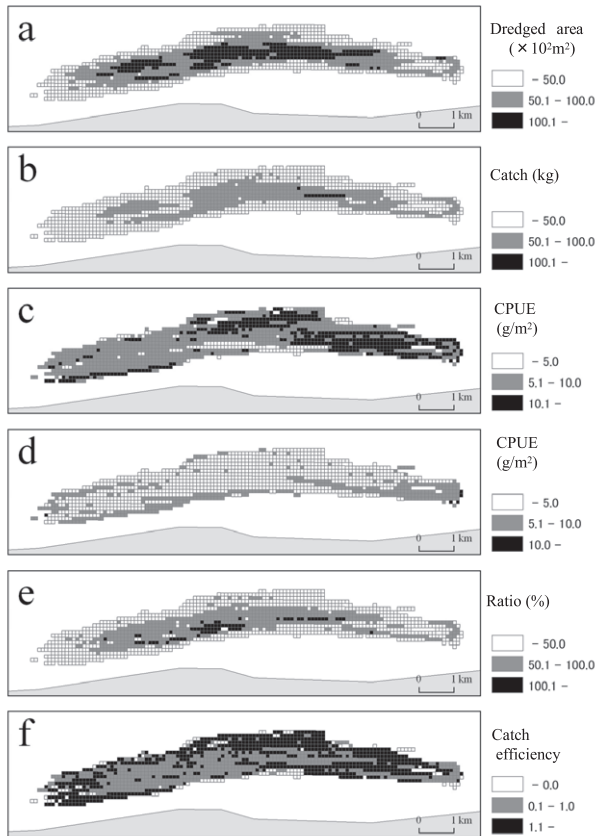 a
Dredged area
(×10²m²)
- 50.0
50.1 - 100.0
100.1 -
0 1 km
b
Catch (kg)
- 50.0
50.1 - 100.0
100.1 -
0 1 km
c
CPUE
(g/m²)
- 5.0
5.1 - 10.0
10.1 -
0 1 km
d
CPUE
(g/m²)
- 5.0
5.1 - 10.0
10.0 -
0 1 km
e
Ratio (%)
- 50.0
50.1 - 100.0
100.1 -
0 1 km
f
Catch
efficiency
- 0.0
0.1 - 1.0
1.1 -
0 1 km